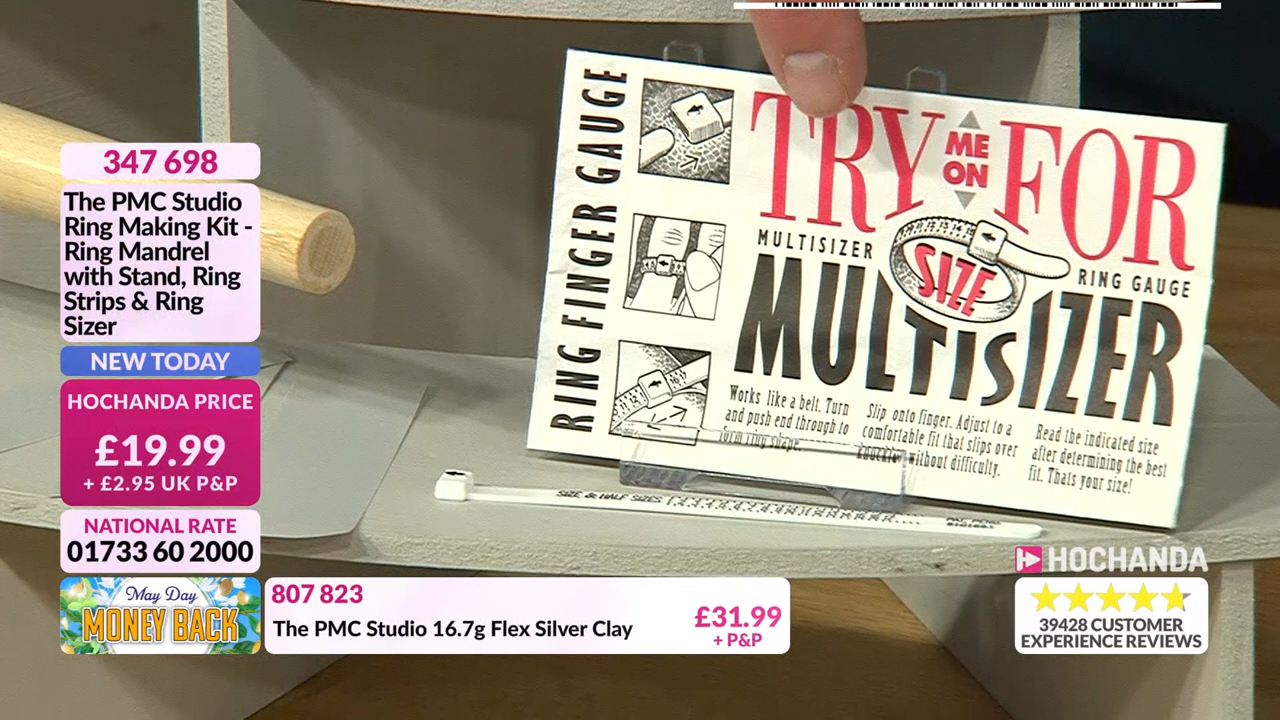 347 698
The PMC Studio
Ring Making Kit -
Ring Mandrel
with Stand, Ring
Strips & Ring
Sizer
NEW TODAY
HOCHANDA PRICE
£19.99
+ £2.95 UK P&P
NATIONAL RATE
01733 60 2000
May Day
MONEY BACK
807 823
The PMC Studio 16.7g Flex Silver Clay
£31.99
+ P&P
RING FINGER GAUGE
TRY ME ON FOR
MULTISIZER
SIZE
RING GAUGE
MULTISIZER
Works like a belt. Turn
and push end through to
form ring shape.
Slip onto finger. Adjust to a
comfortable fit that slips over
knuckle without difficulty.
Read the indicated size
after determining the best
fit. Thats your size!
SIZE & HALF SIZES
HOCHANDA
39428 CUSTOMER
EXPERIENCE REVIEWS